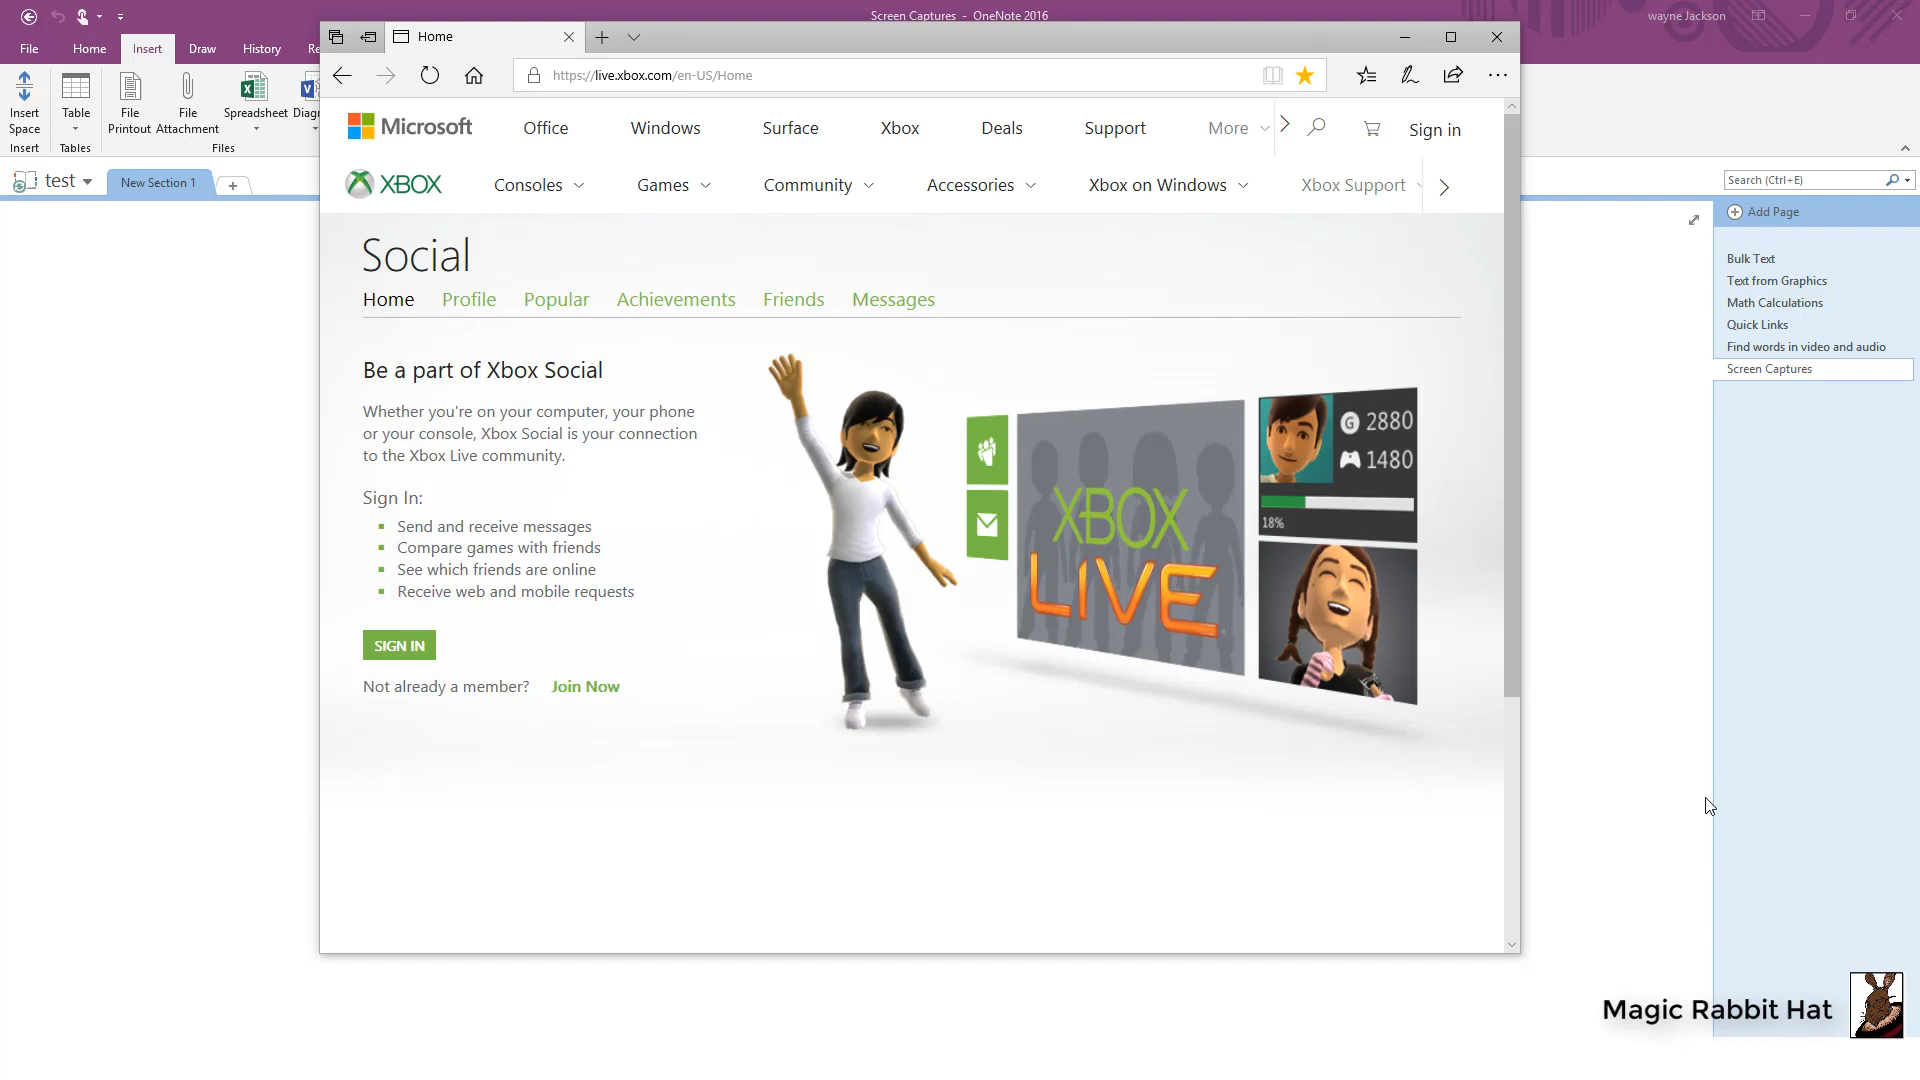 Screen Captures - OneNote 2016
wayne Jackson
File Home Insert Draw History
Insert Space
Table
File Printout
File Attachment
Spreadsheet
Insert
Tables
Files
test
New Section 1
Search (Ctrl+E)
Add Page
Bulk Text
Text from Graphics
Math Calculations
Quick Links
Find words in video and audio
Screen Captures
Home
https://live.xbox.com/en-US/Home
Microsoft Office Windows Surface Xbox Deals Support More Sign in
XBOX Consoles Games Community Accessories Xbox on Windows Xbox Support
Social
Home Profile Popular Achievements Friends Messages
Be a part of Xbox Social
Whether you're on your computer, your phone
or your console, Xbox Social is your connection
to the Xbox Live community.
Sign In:
Send and receive messages
Compare games with friends
See which friends are online
Receive web and mobile requests
SIGN IN
Not already a member? Join Now
XBOX
LIVE
G 2880
1480
18%
Magic Rabbit Hat